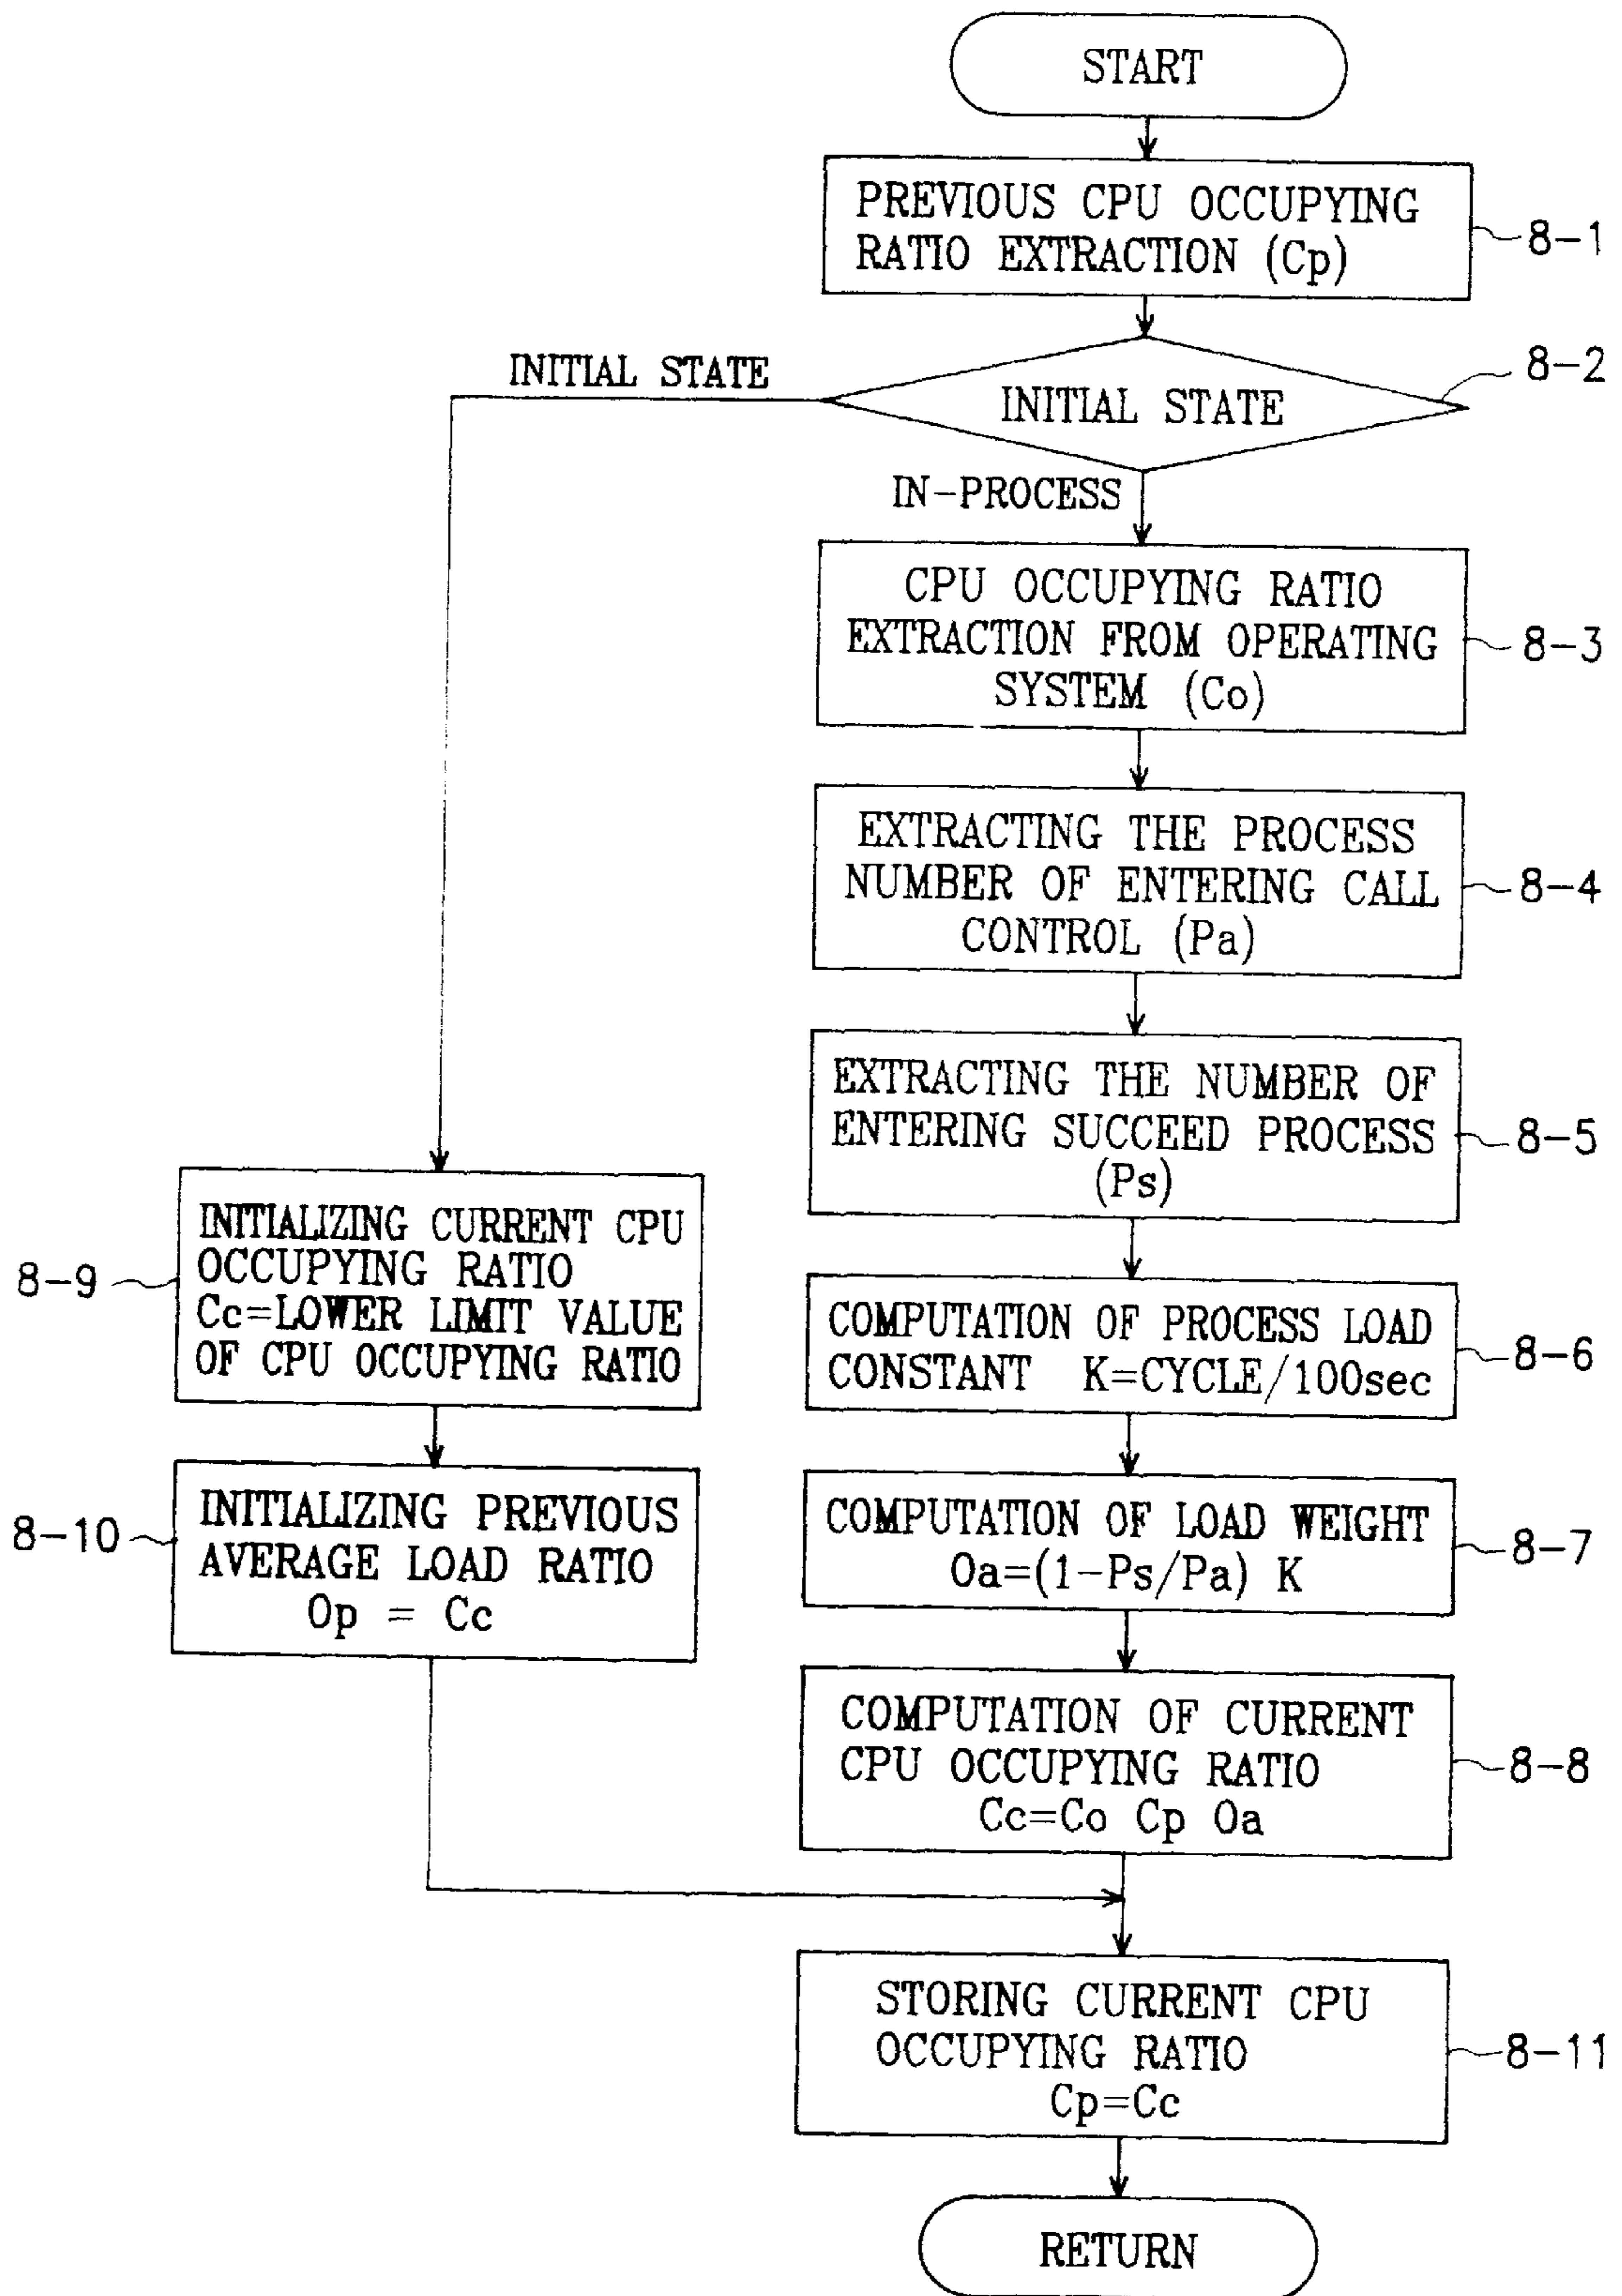 START
PREVIOUS CPU OCCUPYING
RATIO EXTRACTION (Cp)
8-1
INITIAL STATE
8-2
INITIAL STATE
IN-PROCESS
CPU OCCUPYING RATIO
EXTRACTION FROM OPERATING
SYSTEM (Co)
8-3
EXTRACTING THE PROCESS
NUMBER OF ENTERING CALL
CONTROL (Pa)
8-4
EXTRACTING THE NUMBER OF
ENTERING SUCCEED PROCESS
(Ps)
8-5
COMPUTATION OF PROCESS LOAD
CONSTANT K=CYCLE/100sec
8-6
COMPUTATION OF LOAD WEIGHT
Oa=(1-Ps/Pa) K
8-7
COMPUTATION OF CURRENT
CPU OCCUPYING RATIO
Cc=Co Cp Oa
8-8
INITIALIZING CURRENT CPU
OCCUPYING RATIO
Cc=LOWER LIMIT VALUE
OF CPU OCCUPYING RATIO
8-9
INITIALIZING PREVIOUS
AVERAGE LOAD RATIO
Op = Cc
8-10
STORING CURRENT CPU
OCCUPYING RATIO
Cp=Cc
8-11
RETURN